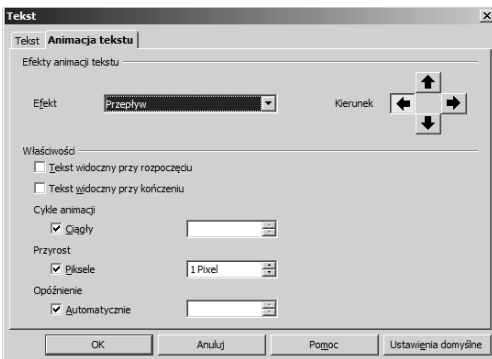 Tekst
Tekst Animacja tekstu
Efekty animacji tekstu
Efekt Przepływ Kierunek
Właściwości
Tekst widoczny przy rozpoczęciu
Tekst widoczny przy kończeniu
Cykle animacji
Ciągły
Przyrost
Piksele 1 Pixel
Opóźnienie
Automatycznie
OK Anuluj Pomoc Ustawienia domyślne